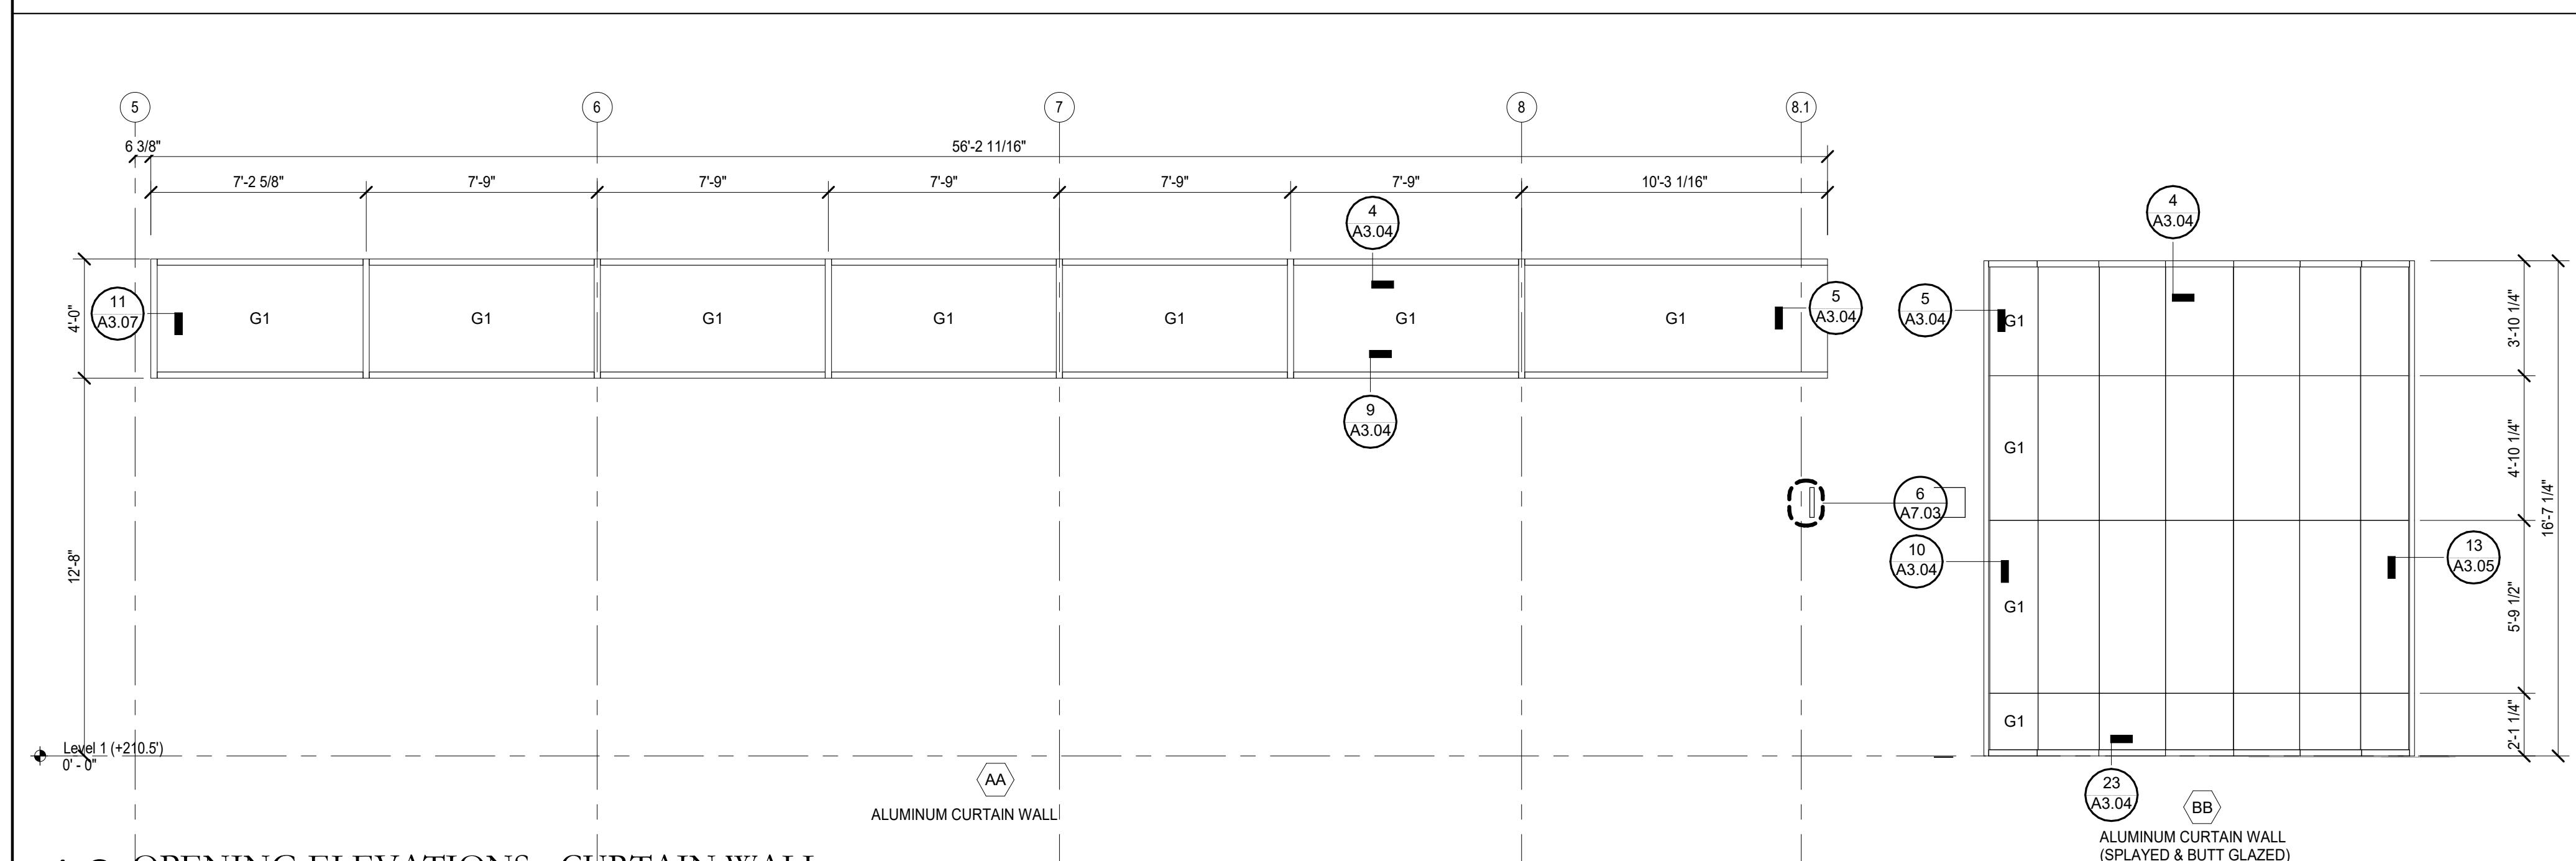 5
6
7
8
8.1
6 3/8"
56'-2 11/16"
7'-2 5/8"
7'-9"
7'-9"
7'-9"
7'-9"
7'-9"
10'-3 1/16"
4
A3.04
4
A3.04
4'-0"
11
A3.07
G1
G1
G1
G1
G1
G1
G1
5
A3.04
5
A3.04
G1
3'-10 1/4"
9
A3.04
G1
4'-10 1/4"
6
A7.03
16'-7 1/4"
12'-8"
10
A3.04
13
A3.05
G1
5'-9 1/2"
G1
2'-1 1/4"
Level 1 (+210.5')
0' - 0"
AA
ALUMINUM CURTAIN WALL
23
A3.04
BB
ALUMINUM CURTAIN WALL
(SPLAYED & BUTT GLAZED)
OPENING ELEVATIONS - CURTAIN WALL